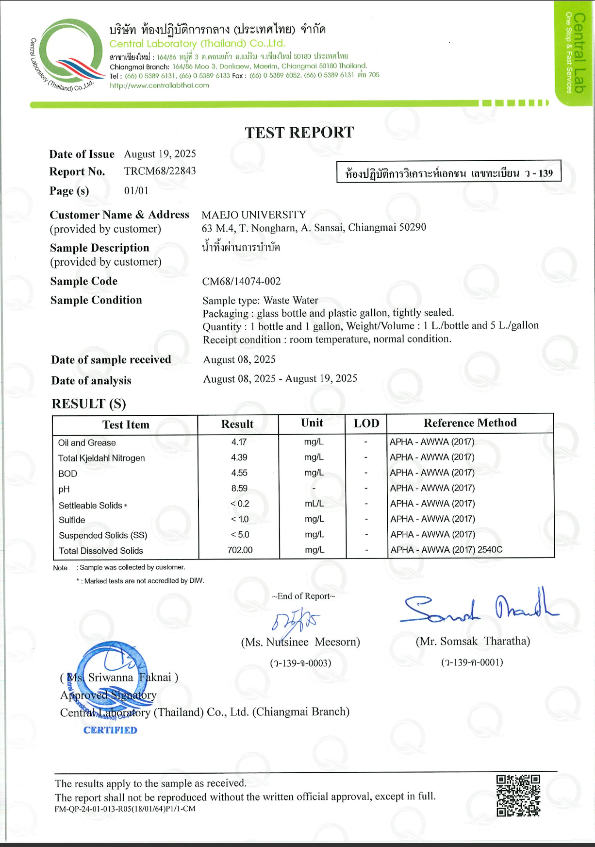 บริษัท ห้องปฏิบัติการกลาง (ประเทศไทย) จำกัด
Central Laboratory (Thailand) Co.,Ltd.
สาขาเชียงใหม่ : 164/86 หมู่ที่ 3 ต.ดอนแก้ว อ.แม่ริม จ.เชียงใหม่ 50180 ประเทศไทย
Chiangmai Branch: 164/86 Moo 3, Donkaew, Maerim, Chiangmai 50180 Thailand.
Tel : (66) 0 5389 6131, (66) 0 5389 6133 Fax : (66) 0 5389 6052, (66) 0 5389 6131 ต่อ 705
http://www.centrallabthai.com
Central Laboratory (Thailand) Co.,Ltd.
Central Lab
One Stop & Fast Services
TEST REPORT
Date of Issue August 19, 2025
Report No. TRCM68/22843
ห้องปฏิบัติการวิเคราะห์เอกชน เลขทะเบียน ว - 139
Page (s) 01/01
Customer Name & Address MAEJO UNIVERSITY
(provided by customer) 63 M.4, T. Nongharn, A. Sansai, Chiangmai 50290
Sample Description น้ำทิ้งผ่านการบำบัด
(provided by customer)
Sample Code CM68/14074-002
Sample Condition Sample type: Waste Water
Packaging : glass bottle and plastic gallon, tightly sealed.
Quantity : 1 bottle and 1 gallon, Weight/Volume : 1 L./bottle and 5 L./gallon
Receipt condition : room temperature, normal condition.
Date of sample received August 08, 2025
Date of analysis August 08, 2025 - August 19, 2025
RESULT (S)
Test Item Result Unit LOD Reference Method
Oil and Grease 4.17 mg/L - APHA - AWWA (2017)
Total Kjeldahl Nitrogen 4.39 mg/L - APHA - AWWA (2017)
BOD 4.55 mg/L - APHA - AWWA (2017)
pH 8.59 - - APHA - AWWA (2017)
Settleable Solids * < 0.2 mL/L - APHA - AWWA (2017)
Sulfide < 1.0 mg/L - APHA - AWWA (2017)
Suspended Solids (SS) < 5.0 mg/L - APHA - AWWA (2017)
Total Dissolved Solids 702.00 mg/L - APHA - AWWA (2017) 2540C
Note : Sample was collected by customer.
* : Marked tests are not accredited by DIW.
~End of Report~
(Ms. Nutsinee Meesorn) (Mr. Somsak Tharatha)
(ว-139-จ-0003) (ว-139-ค-0001)
( Ms. Sriwanna Faknai )
Approved Signatory
Central Laboratory (Thailand) Co., Ltd. (Chiangmai Branch)
CERTIFIED
The results apply to the sample as received.
The report shall not be reproduced without the written official approval, except in full.
FM-QP-24-01-013-R05(18/01/64)P1/1-CM